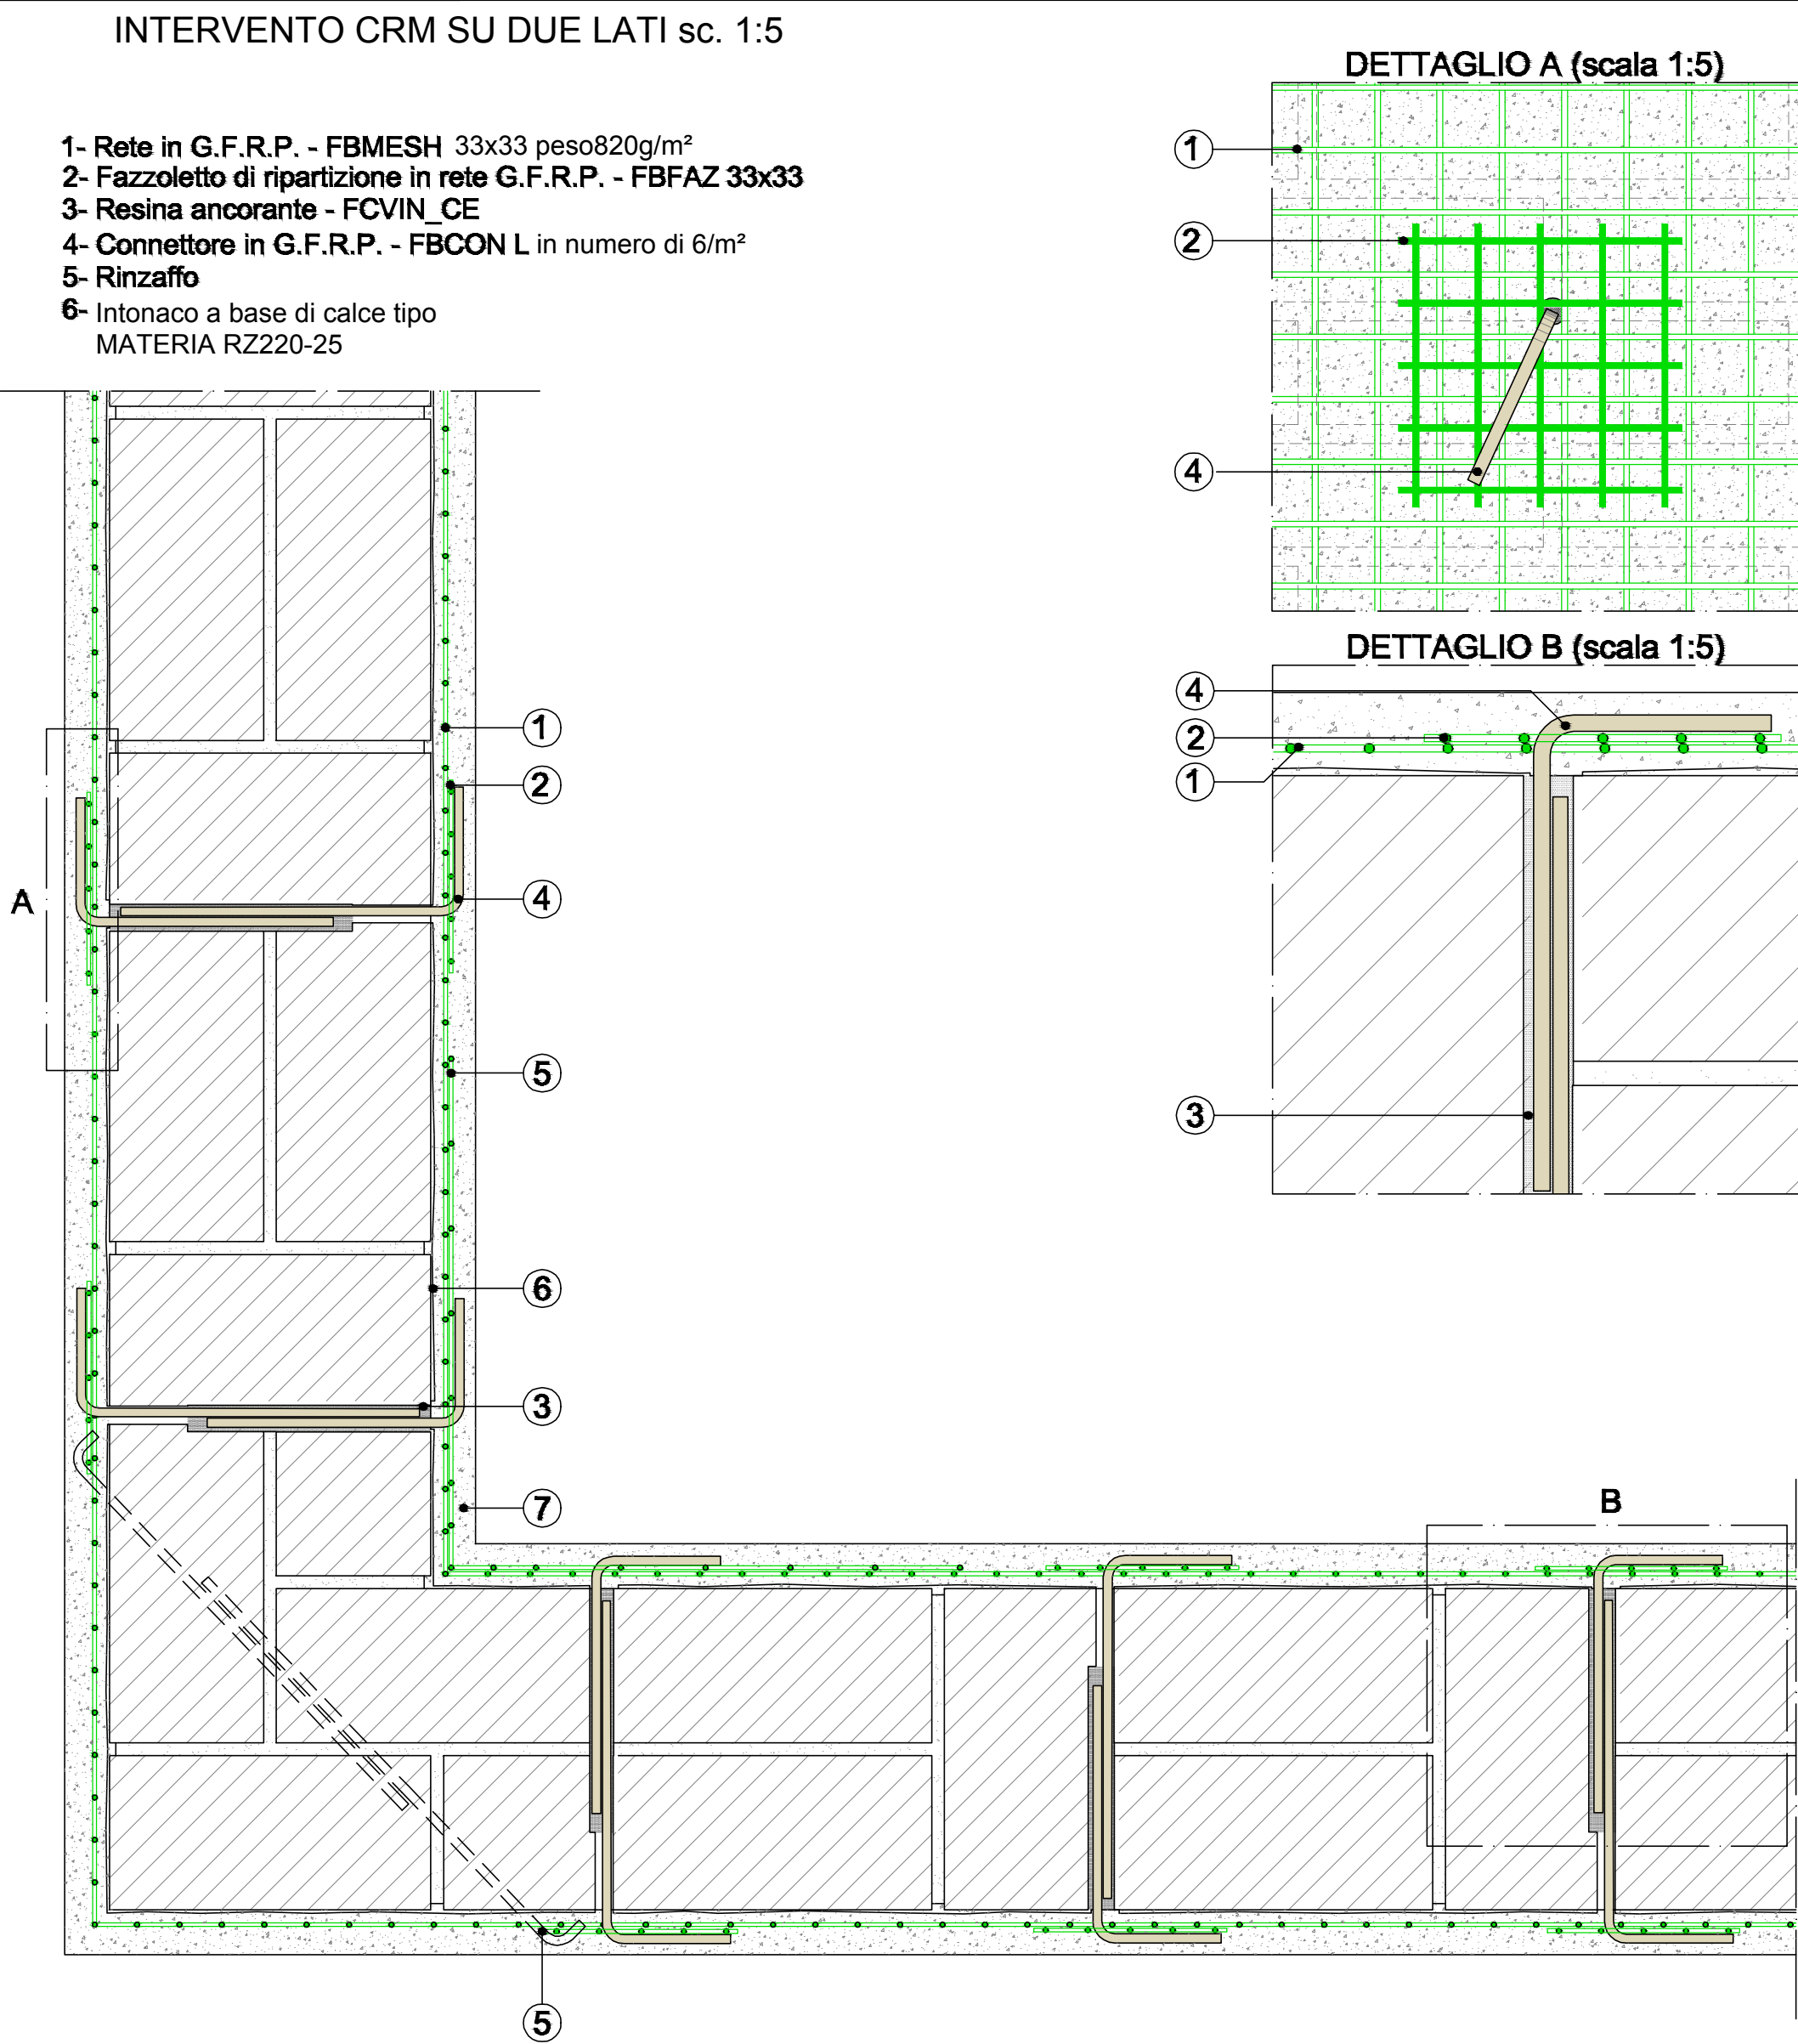 INTERVENTO CRM SU DUE LATI sc. 1:5
1- Rete in G.F.R.P. - FBMESH 33x33 peso820g/m²
2- Fazzoletto di ripartizione in rete G.F.R.P. - FBFAZ 33x33
3- Resina ancorante - FCVIN_CE
4- Connettore in G.F.R.P. - FBCON L in numero di 6/m²
5- Rinzaffo
6- Intonaco a base di calce tipo
MATERIA RZ220-25
DETTAGLIO A (scala 1:5)
1
2
4
DETTAGLIO B (scala 1:5)
4
2
1
3
A
1
2
4
5
6
3
7
B
5